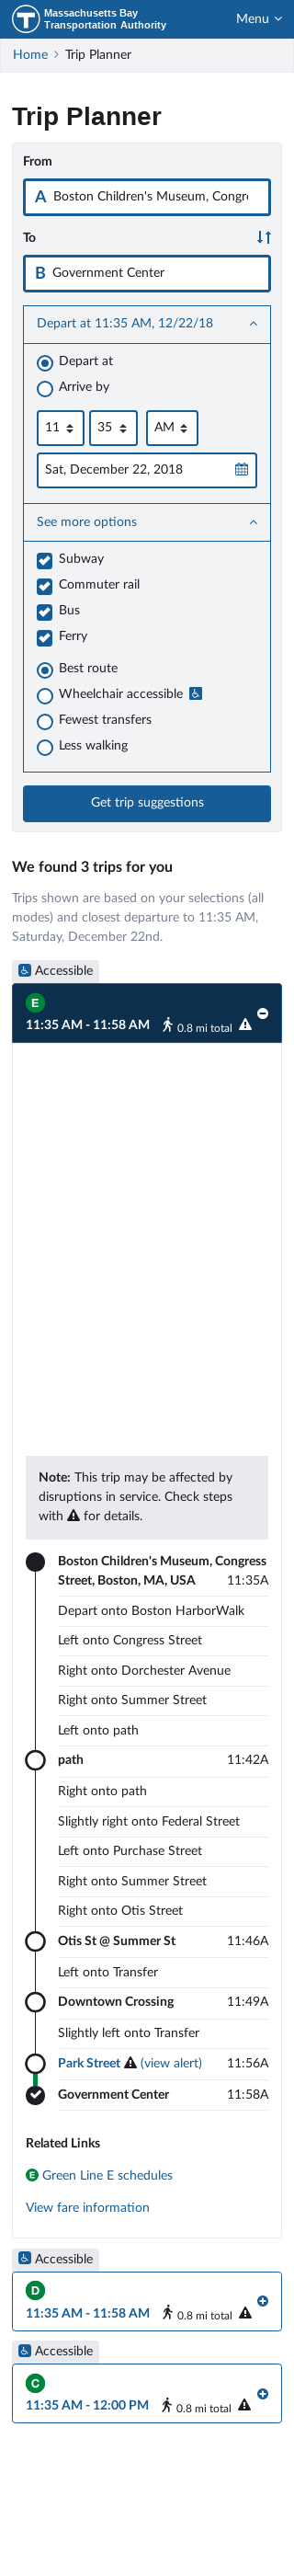 T Massachusetts Bay
Transportation Authority
Menu
Home > Trip Planner
Trip Planner
From
A Boston Children's Museum, Congre
To
B Government Center
Depart at 11:35 AM, 12/22/18
Depart at
Arrive by
11 35 AM
Sat, December 22, 2018
See more options
Subway
Commuter rail
Bus
Ferry
Best route
Wheelchair accessible
Fewest transfers
Less walking
Get trip suggestions
We found 3 trips for you
Trips shown are based on your selections (all
modes) and closest departure to 11:35 AM,
Saturday, December 22nd.
Accessible
E
11:35 AM - 11:58 AM 0.8 mi total
Note: This trip may be affected by
disruptions in service. Check steps
with for details.
Boston Children's Museum, Congress
Street, Boston, MA, USA 11:35A
Depart onto Boston HarborWalk
Left onto Congress Street
Right onto Dorchester Avenue
Right onto Summer Street
Left onto path
path 11:42A
Right onto path
Slightly right onto Federal Street
Left onto Purchase Street
Right onto Summer Street
Right onto Otis Street
Otis St @ Summer St 11:46A
Left onto Transfer
Downtown Crossing 11:49A
Slightly left onto Transfer
Park Street (view alert) 11:56A
Government Center 11:58A
Related Links
E Green Line E schedules
View fare information
Accessible
D
11:35 AM - 11:58 AM 0.8 mi total
Accessible
C
11:35 AM - 12:00 PM 0.8 mi total